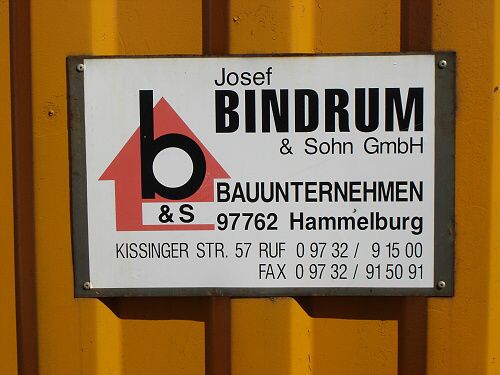 Josef
BINDRUM
& Sohn GmbH
b
& S
BAUUNTERNEHMEN
97762 Hammelburg
KISSINGER STR. 57 RUF 0 97 32 / 9 15 00
FAX 0 97 32 / 91 50 91